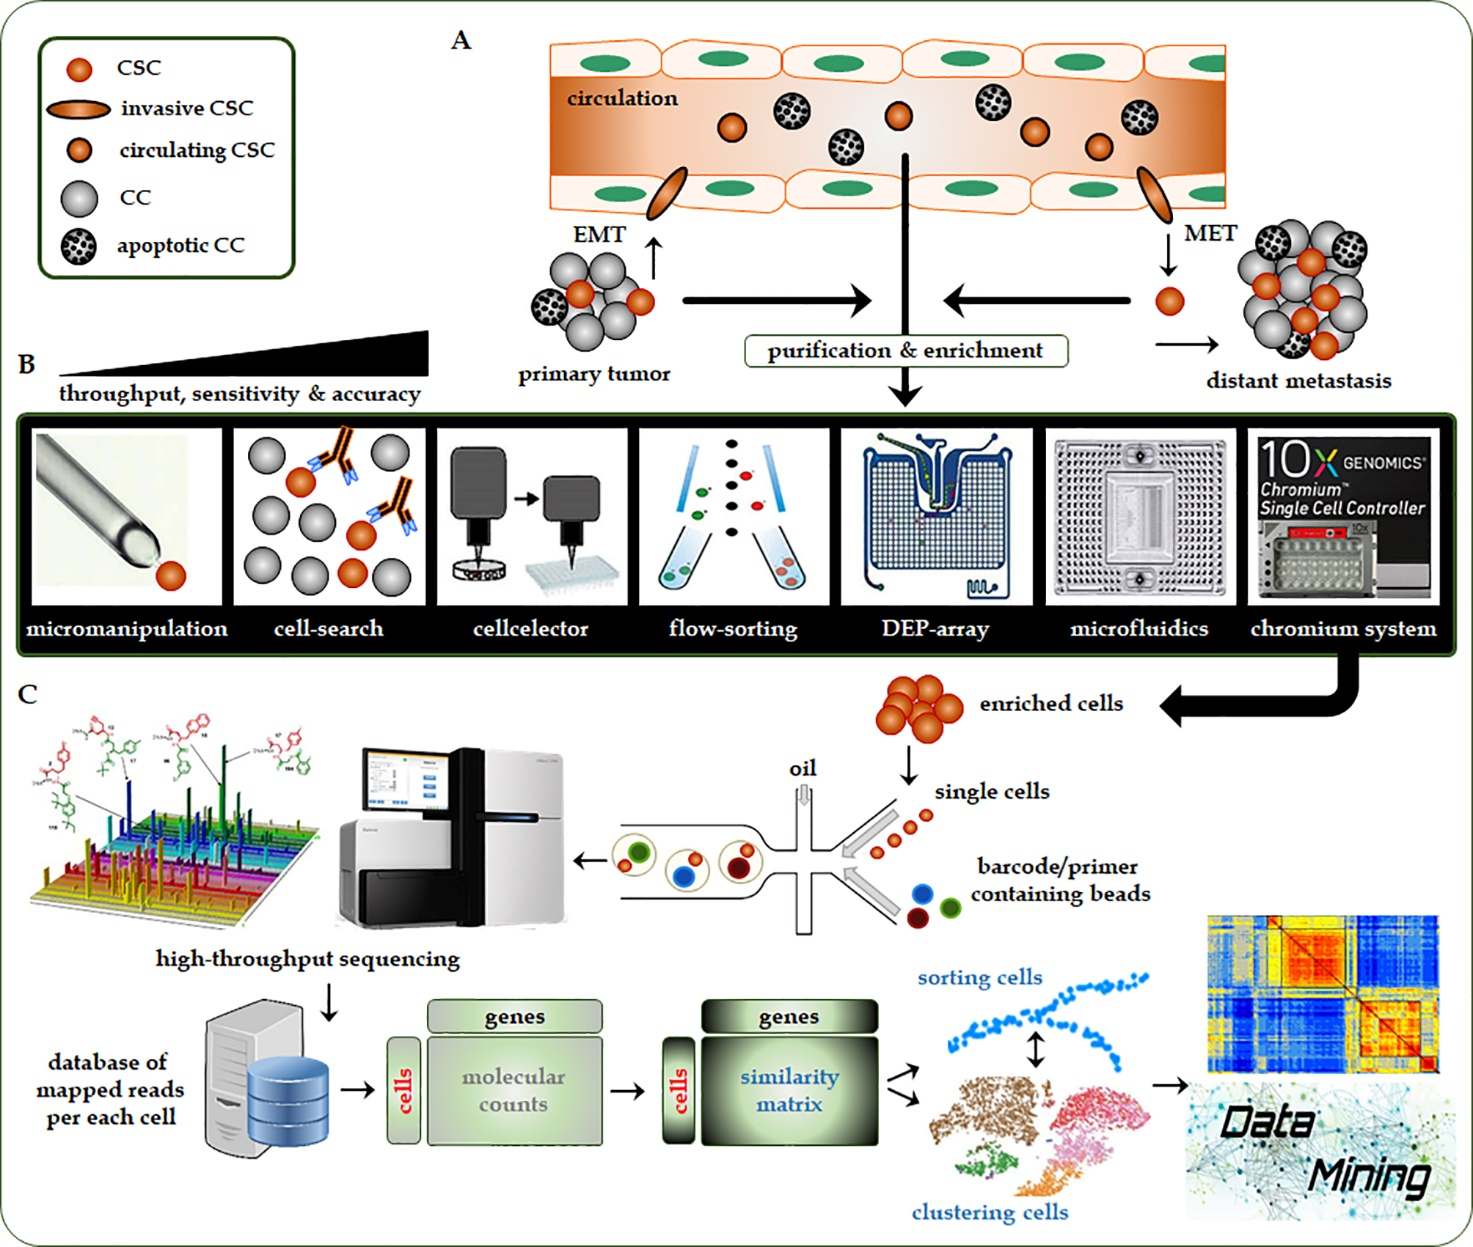 A
CSC
invasive CSC
circulating CSC
CC
apoptotic CC
circulation
EMT
MET
primary tumor
purification & enrichment
distant metastasis
B
throughput, sensitivity & accuracy
10X GENOMICS
Chromium™
Single Cell Controller
10x
micromanipulation
cell-search
cellcelector
flow-sorting
DEP-array
microfluidics
chromium system
C
enriched cells
oil
single cells
barcode/primer
containing beads
high-throughput sequencing
sorting cells
database of
mapped reads
per each cell
genes
cells
molecular
counts
genes
cells
similarity
matrix
clustering cells
Data
Mining